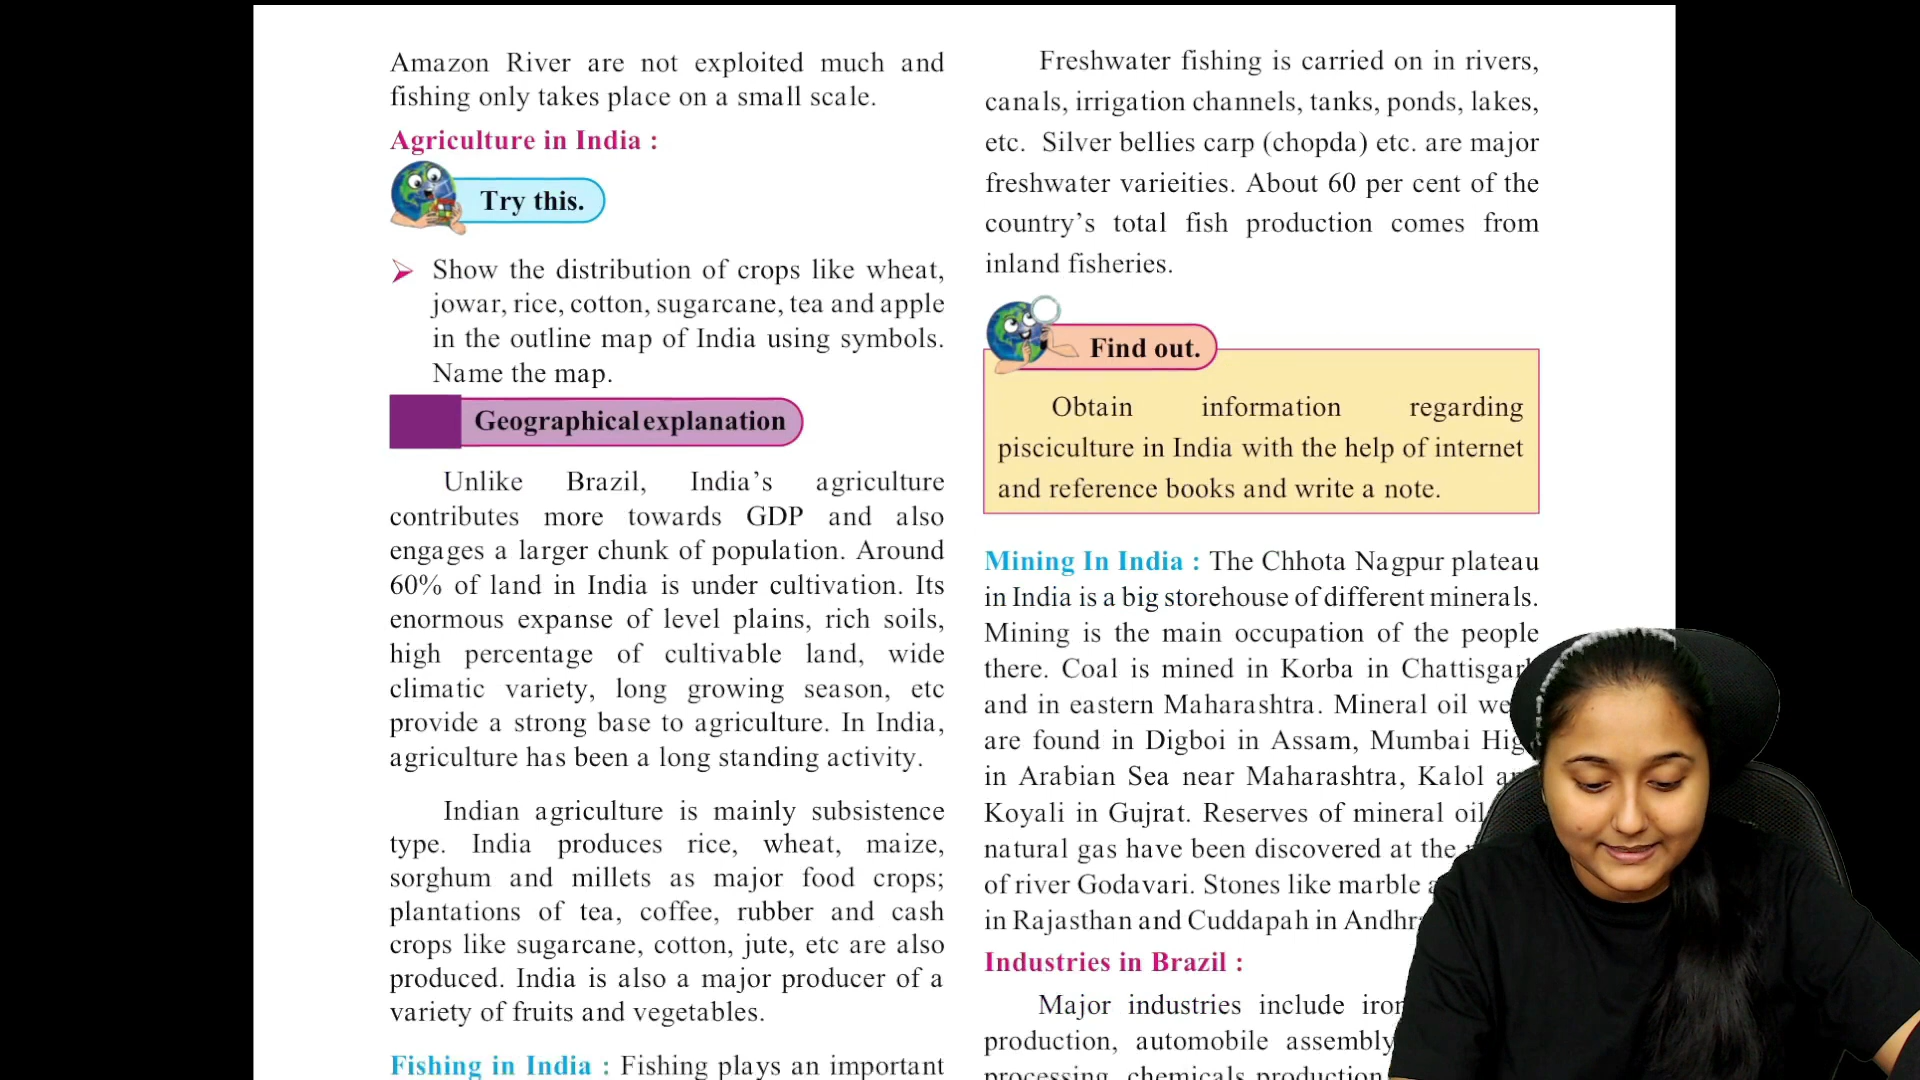 Amazon River are not exploited much and
fishing only takes place on a small scale.
Agriculture in India :
Try this.
Show the distribution of crops like wheat,
jowar, rice, cotton, sugarcane, tea and apple
in the outline map of India using symbols.
Name the map.
Geographical explanation
Unlike Brazil, India’s agriculture
contributes more towards GDP and also
engages a larger chunk of population. Around
60% of land in India is under cultivation. Its
enormous expanse of level plains, rich soils,
high percentage of cultivable land, wide
climatic variety, long growing season, etc
provide a strong base to agriculture. In India,
agriculture has been a long standing activity.
Indian agriculture is mainly subsistence
type. India produces rice, wheat, maize,
sorghum and millets as major food crops;
plantations of tea, coffee, rubber and cash
crops like sugarcane, cotton, jute, etc are also
produced. India is also a major producer of a
variety of fruits and vegetables.
Fishing in India : Fishing plays an important
Freshwater fishing is carried on in rivers,
canals, irrigation channels, tanks, ponds, lakes,
etc. Silver bellies carp (chopda) etc. are major
freshwater varieities. About 60 per cent of the
country’s total fish production comes from
inland fisheries.
Find out.
Obtain information regarding
pisciculture in India with the help of internet
and reference books and write a note.
Mining In India : The Chhota Nagpur plateau
in India is a big storehouse of different minerals.
Mining is the main occupation of the people
there. Coal is mined in Korba in
and in eastern Maharashtra. Mineral oil
are found in Digboi in Assam, Mumbai
in Arabian Sea near Maharashtra, Kalol
Koyali in Gujrat. Reserves of mineral oil
natural gas have been discovered at the
of river Godavari. Stones like marble
in Rajasthan and Cuddapah in
Industries in Brazil :
Major industries include
production, automobile assembly
processing, chemicals production